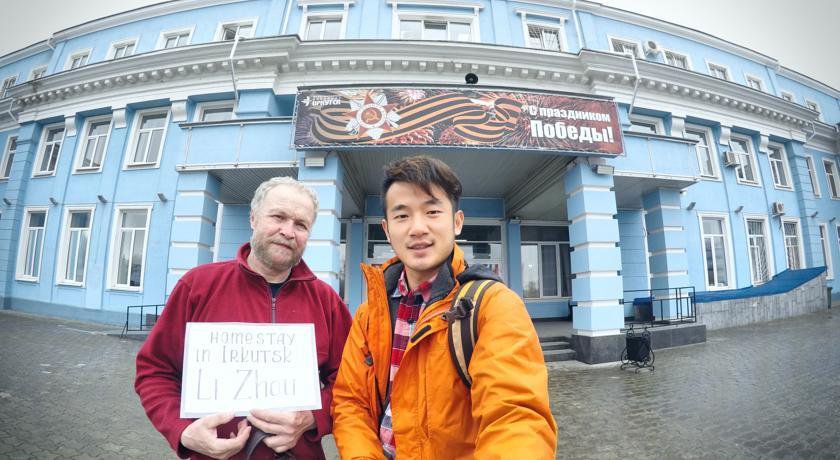 ИРКУТСК
С праздником
Победы!
HOMESTAY
IN IRKUTSK
LI ZHOU